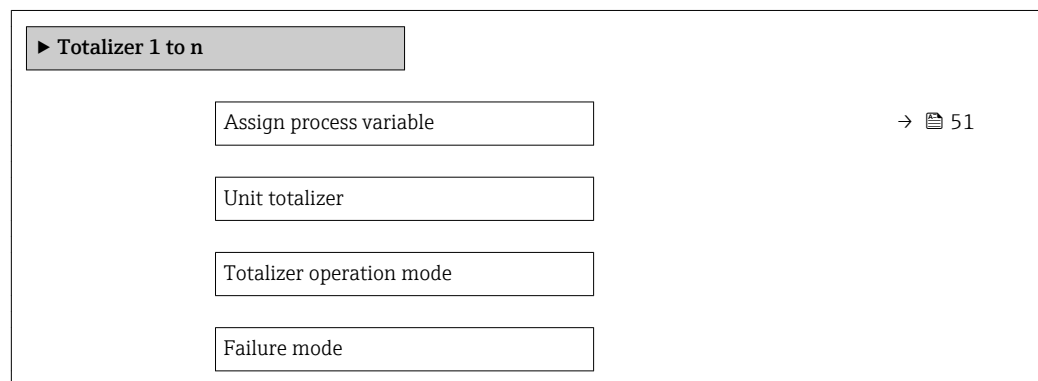 ▶ Totalizer 1 to n
Assign process variable → 51
Unit totalizer
Totalizer operation mode
Failure mode